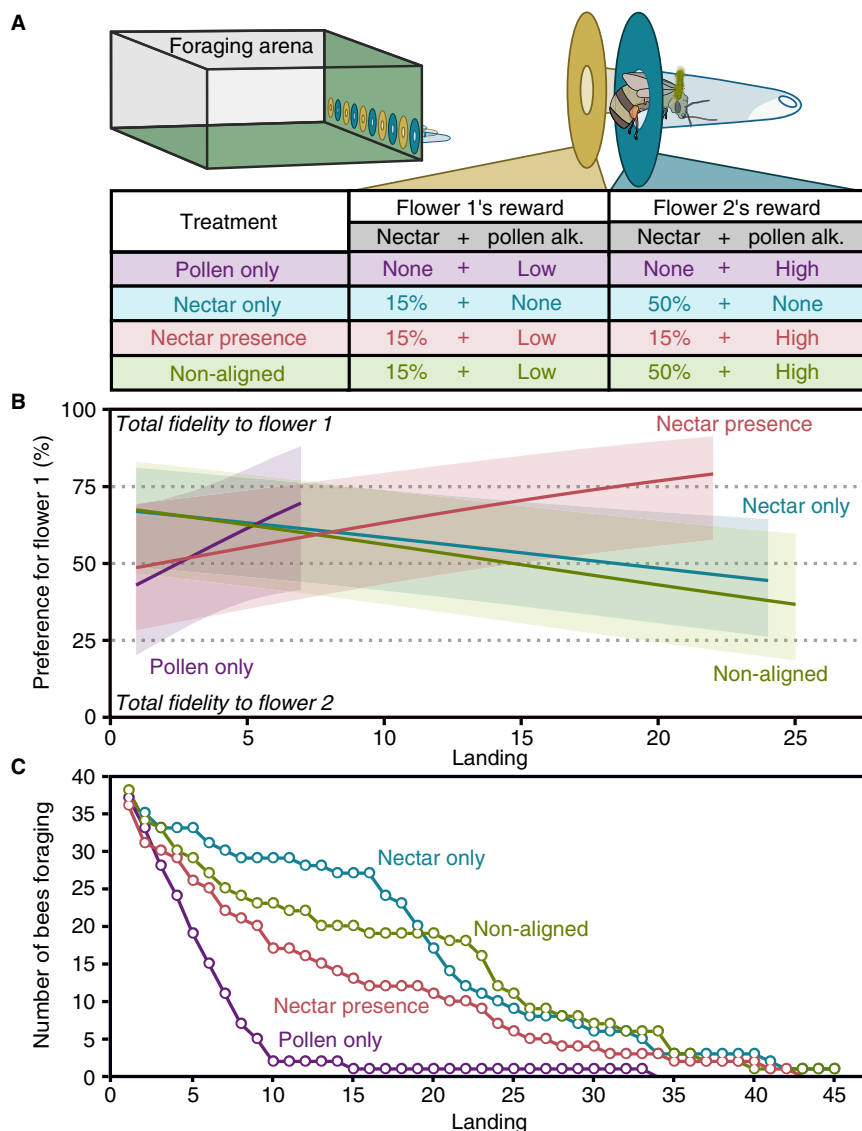 A
Foraging arena
Treatment
Flower 1's reward
Flower 2's reward
Nectar + pollen alk.
Nectar + pollen alk.
Pollen only
None + Low
None + High
Nectar only
15% + None
50% + None
Nectar presence
15% + Low
15% + High
Non-aligned
15% + Low
50% + High
B
Preference for flower 1 (%)
100
75
50
25
0
Total fidelity to flower 1
Nectar presence
Nectar only
Pollen only
Non-aligned
Total fidelity to flower 2
0 5 10 15 20 25
Landing
C
Number of bees foraging
40
35
30
25
20
15
10
5
0
Nectar only
Non-aligned
Nectar presence
Pollen only
0 5 10 15 20 25 30 35 40 45
Landing